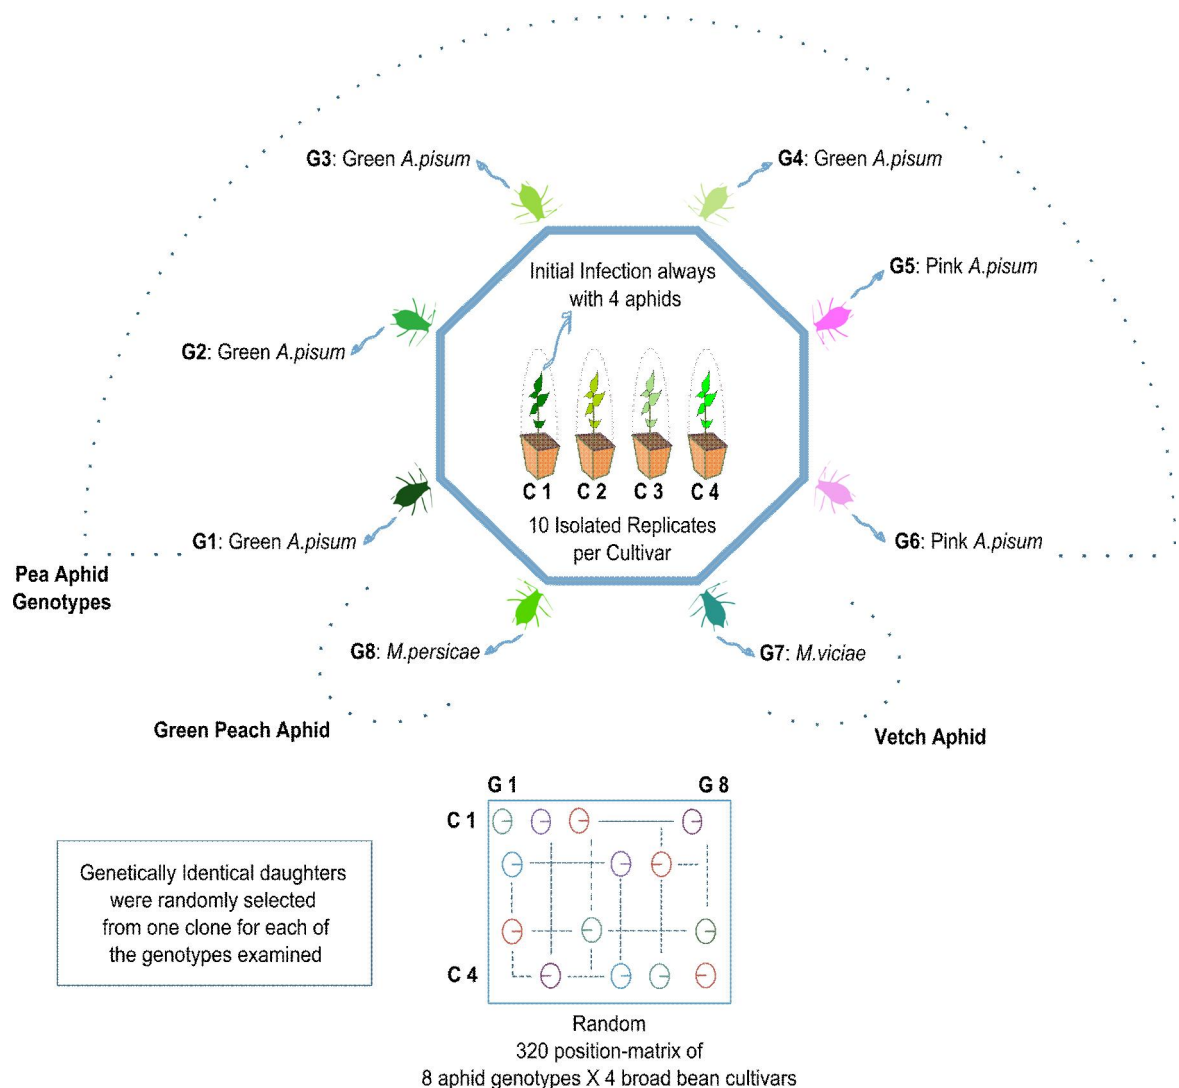 G3: Green A.pisum
G4: Green A.pisum
Initial Infection always
with 4 aphids
G5: Pink A.pisum
G2: Green A.pisum
C 1
C 2
C 3
C 4
10 Isolated Replicates
per Cultivar
G1: Green A.pisum
G6: Pink A.pisum
Pea Aphid
Genotypes
G8: M.persicae
G7: M.viciae
Green Peach Aphid
Vetch Aphid
G 1
G 8
C 1
C 4
Genetically Identical daughters
were randomly selected
from one clone for each of
the genotypes examined
Random
320 position-matrix of
8 aphid genotypes X 4 broad bean cultivars